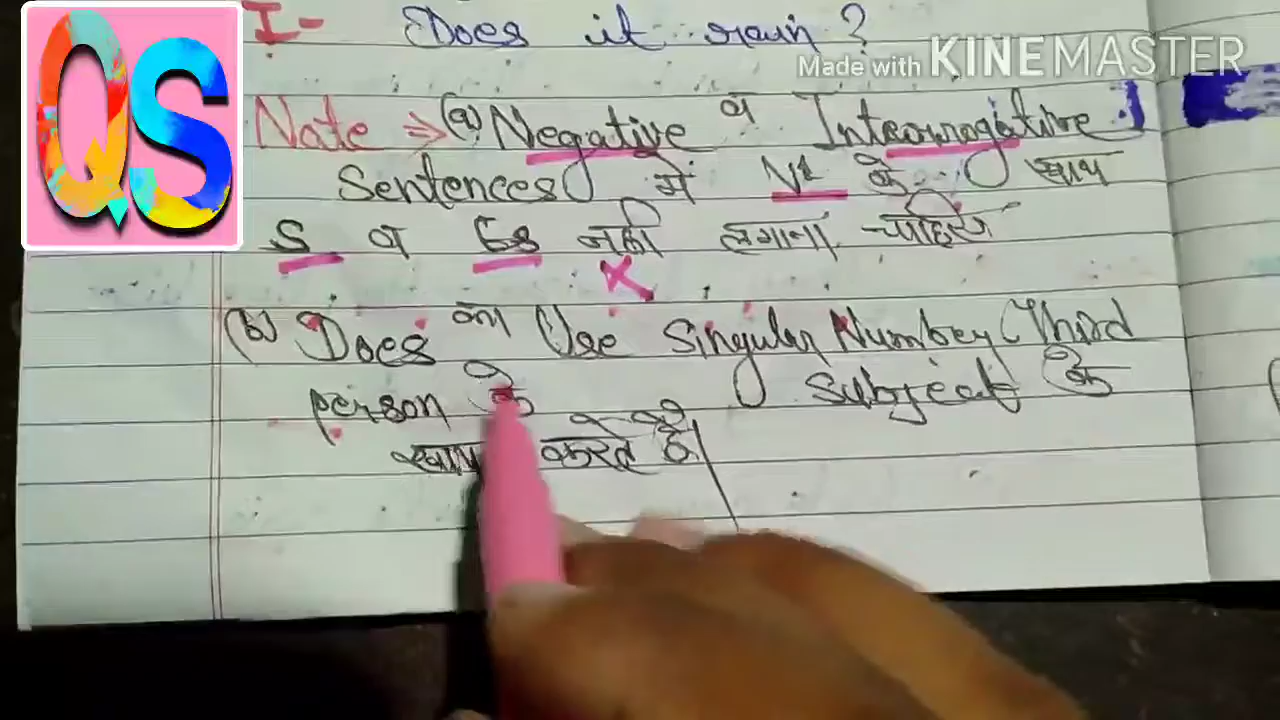 QS
I- Does it rain ?
Made with KINEMASTER
Note ⇒ (a) Negative व Interrogative
Sentences में V1 के साथ
S व Es नही लगाना चाहिए
(b) Does का Use Singular Number, Third
person के Subject के
साथ करते है।